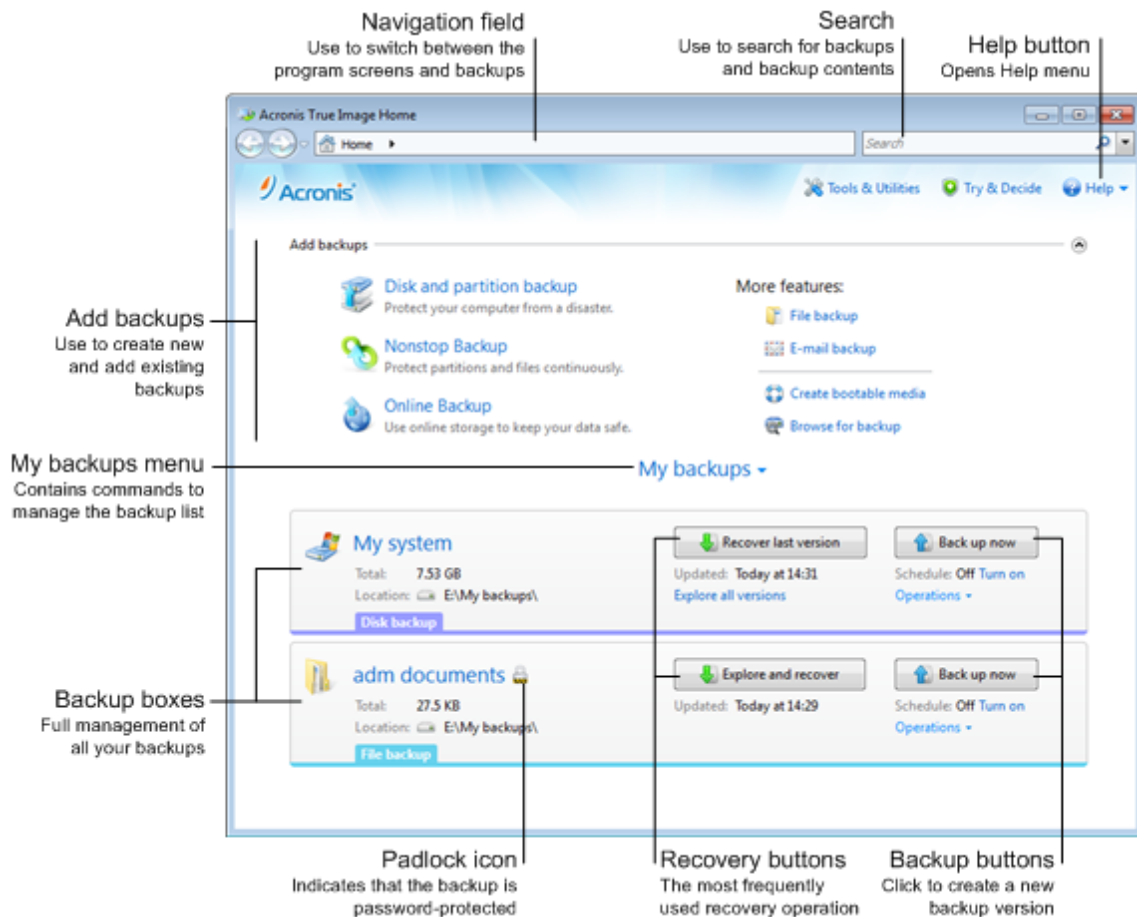 Navigation field
Use to switch between the
program screens and backups
Search
Use to search for backups
and backup contents
Help button
Opens Help menu
Acronis True Image Home
Home
Search
Acronis
Tools & Utilities
Try & Decide
Help
Add backups
Use to create new
and add existing
backups
Add backups
Disk and partition backup
Protect your computer from a disaster.
Nonstop Backup
Protect partitions and files continuously.
Online Backup
Use online storage to keep your data safe.
More features:
File backup
E-mail backup
Create bootable media
Browse for backup
My backups menu
Contains commands to
manage the backup list
My backups
My system
Total: 7.53 GB
Location: E:\My backups\
Disk backup
Recover last version
Updated: Today at 14:31
Explore all versions
Back up now
Schedule: Off Turn on
Operations
Backup boxes
Full management of
all your backups
adm documents
Total: 27.5 KB
Location: E:\My backups\
File backup
Explore and recover
Updated: Today at 14:29
Back up now
Schedule: Off Turn on
Operations
Padlock icon
Indicates that the backup is
password-protected
Recovery buttons
The most frequently
used recovery operation
Backup buttons
Click to create a new
backup version